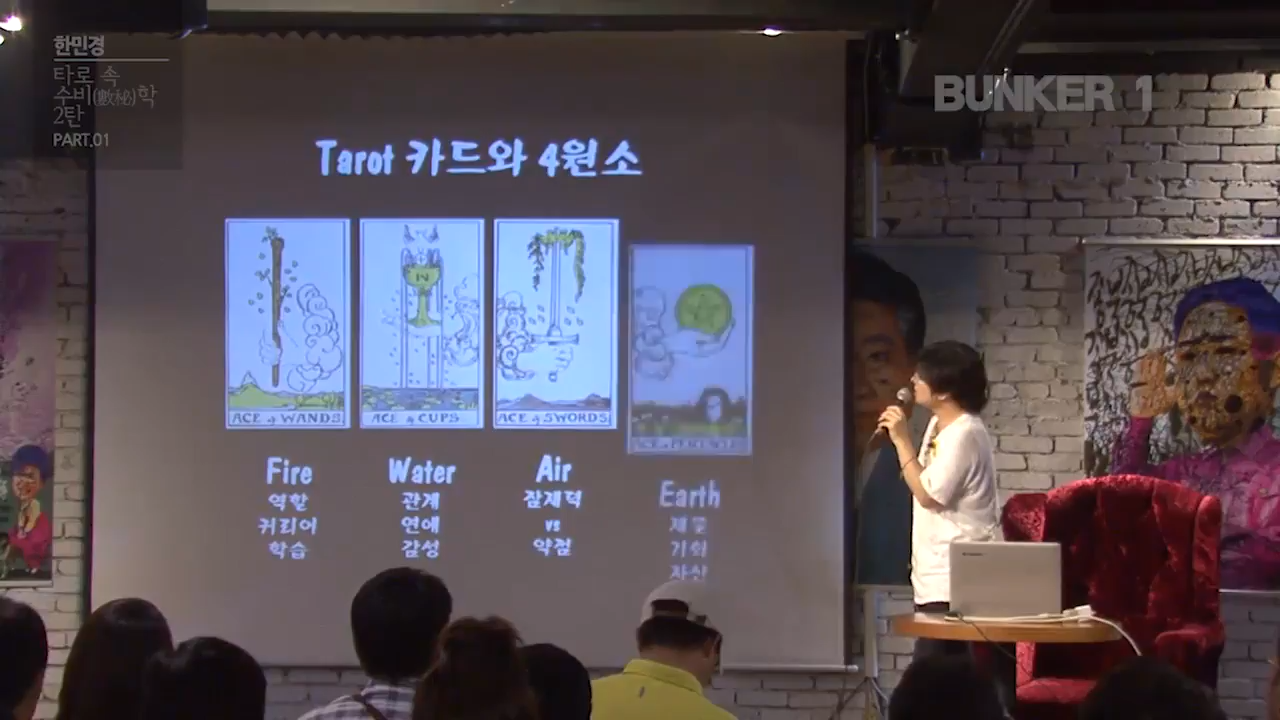 한민경
타로 속
수비(數秘)학
2탄
PART.01
BUNKER 1
Tarot 카드와 4원소
ACE of WANDS
ACE of CUPS
ACE of SWORDS
Fire
역할
커리어
학습
Water
관계
연애
감성
Air
잠재력
vs
약점
Earth
재물
기회
자신